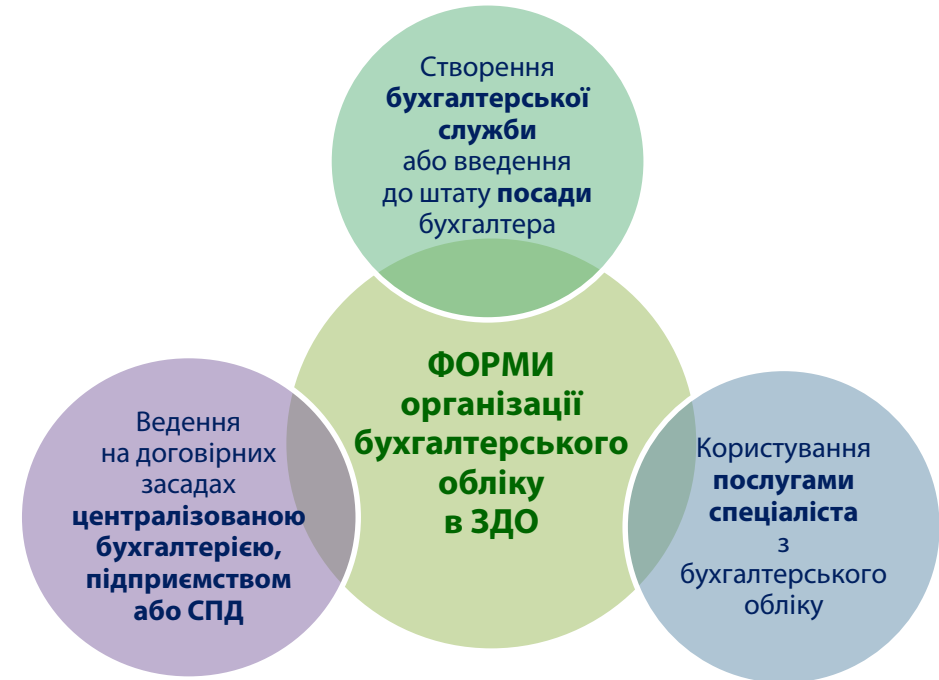 Створення
бухгалтерської
служби
або введення
до штату посади
бухгалтера
ФОРМИ
організації
бухгалтерського
обліку
в ЗДО
Ведення
на договірних
засадах
централізованою
бухгалтерією,
підприємством
або СПД
Користування
послугами
спеціаліста
з
бухгалтерського
обліку